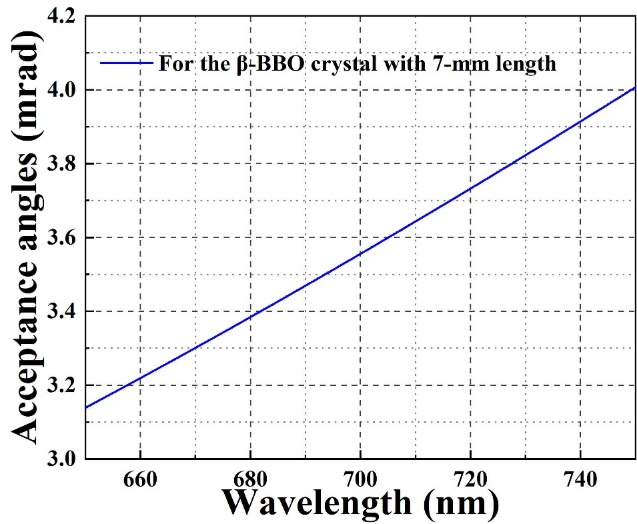 4.2
For the β-BBO crystal with 7-mm length
4.0
3.8
3.6
3.4
3.2
3.0
Acceptance angles (mrad)
660 680 700 720 740
Wavelength (nm)